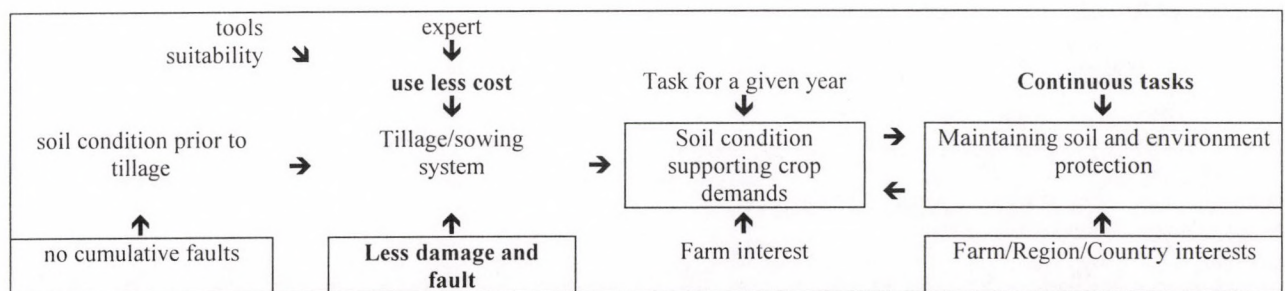 tools
suitability
expert
use less cost
Task for a given year
Continuous tasks
soil condition prior to
tillage
Tillage/sowing
system
Soil condition
supporting crop
demands
Maintaining soil and environment
protection
no cumulative faults
Less damage and
fault
Farm interest
Farm/Region/Country interests